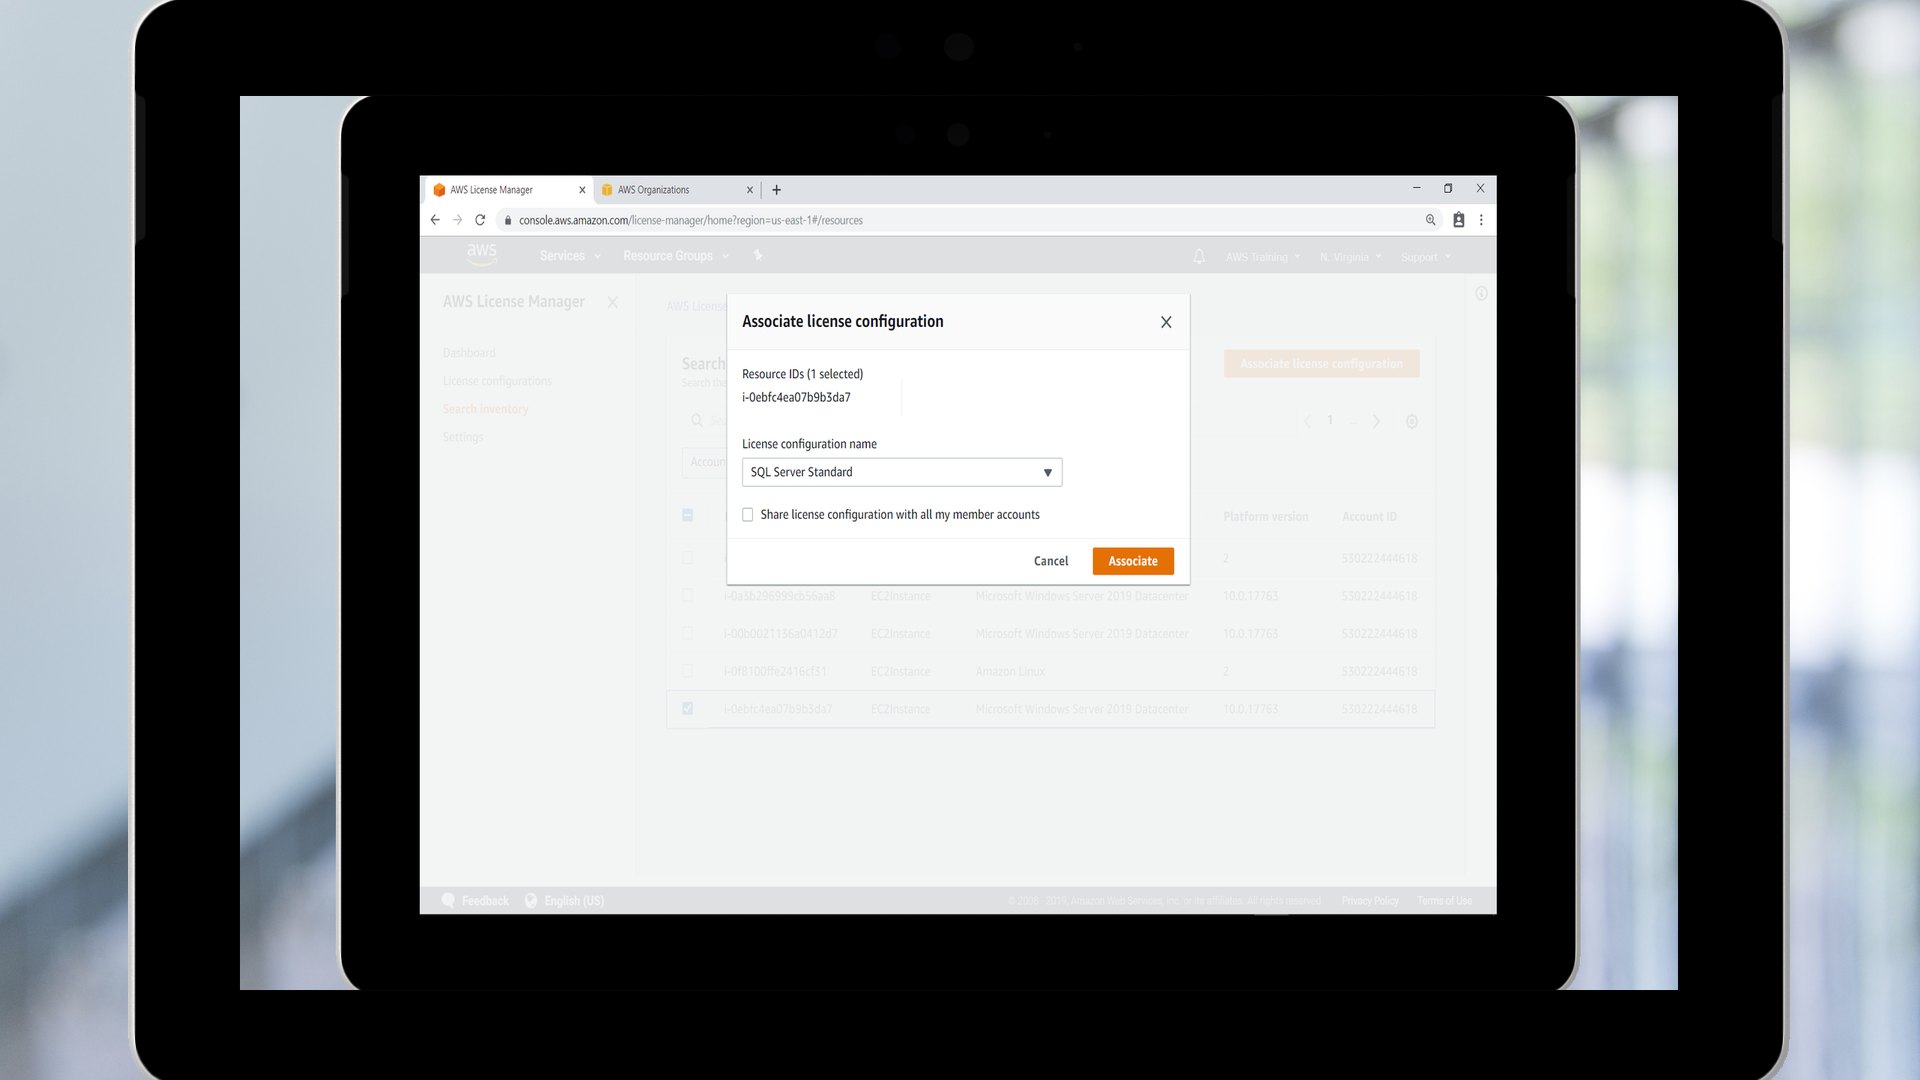 AWS License Manager
AWS Organizations
console.aws.amazon.com/license-manager/home?region=us-east-1#/resources
aws
Services
Resource Groups
AWS Training
N. Virginia
Support
AWS License Manager
Dashboard
License configurations
Search inventory
Settings
AWS License
Search
Search the
Associate license configuration
1
Accoun
Associate license configuration
Resource IDs (1 selected)
i-0ebfc4ea07b9b3da7
License configuration name
SQL Server Standard
Share license configuration with all my member accounts
Cancel
Associate
Platform version Account ID
2 530222444618
i-0a3b296999cb56aa8 EC2Instance Microsoft Windows Server 2019 Datacenter 10.0.17763 530222444618
i-00b0021136a0412d7 EC2Instance Microsoft Windows Server 2019 Datacenter 10.0.17763 530222444618
i-0f8100ffe2416cf31 EC2Instance Amazon Linux 2 530222444618
i-0ebfc4ea07b9b3da7 EC2Instance Microsoft Windows Server 2019 Datacenter 10.0.17763 530222444618
Feedback
English (US)
© 2008 - 2019, Amazon Web Services, Inc. or its affiliates. All rights reserved.
Privacy Policy
Terms of Use